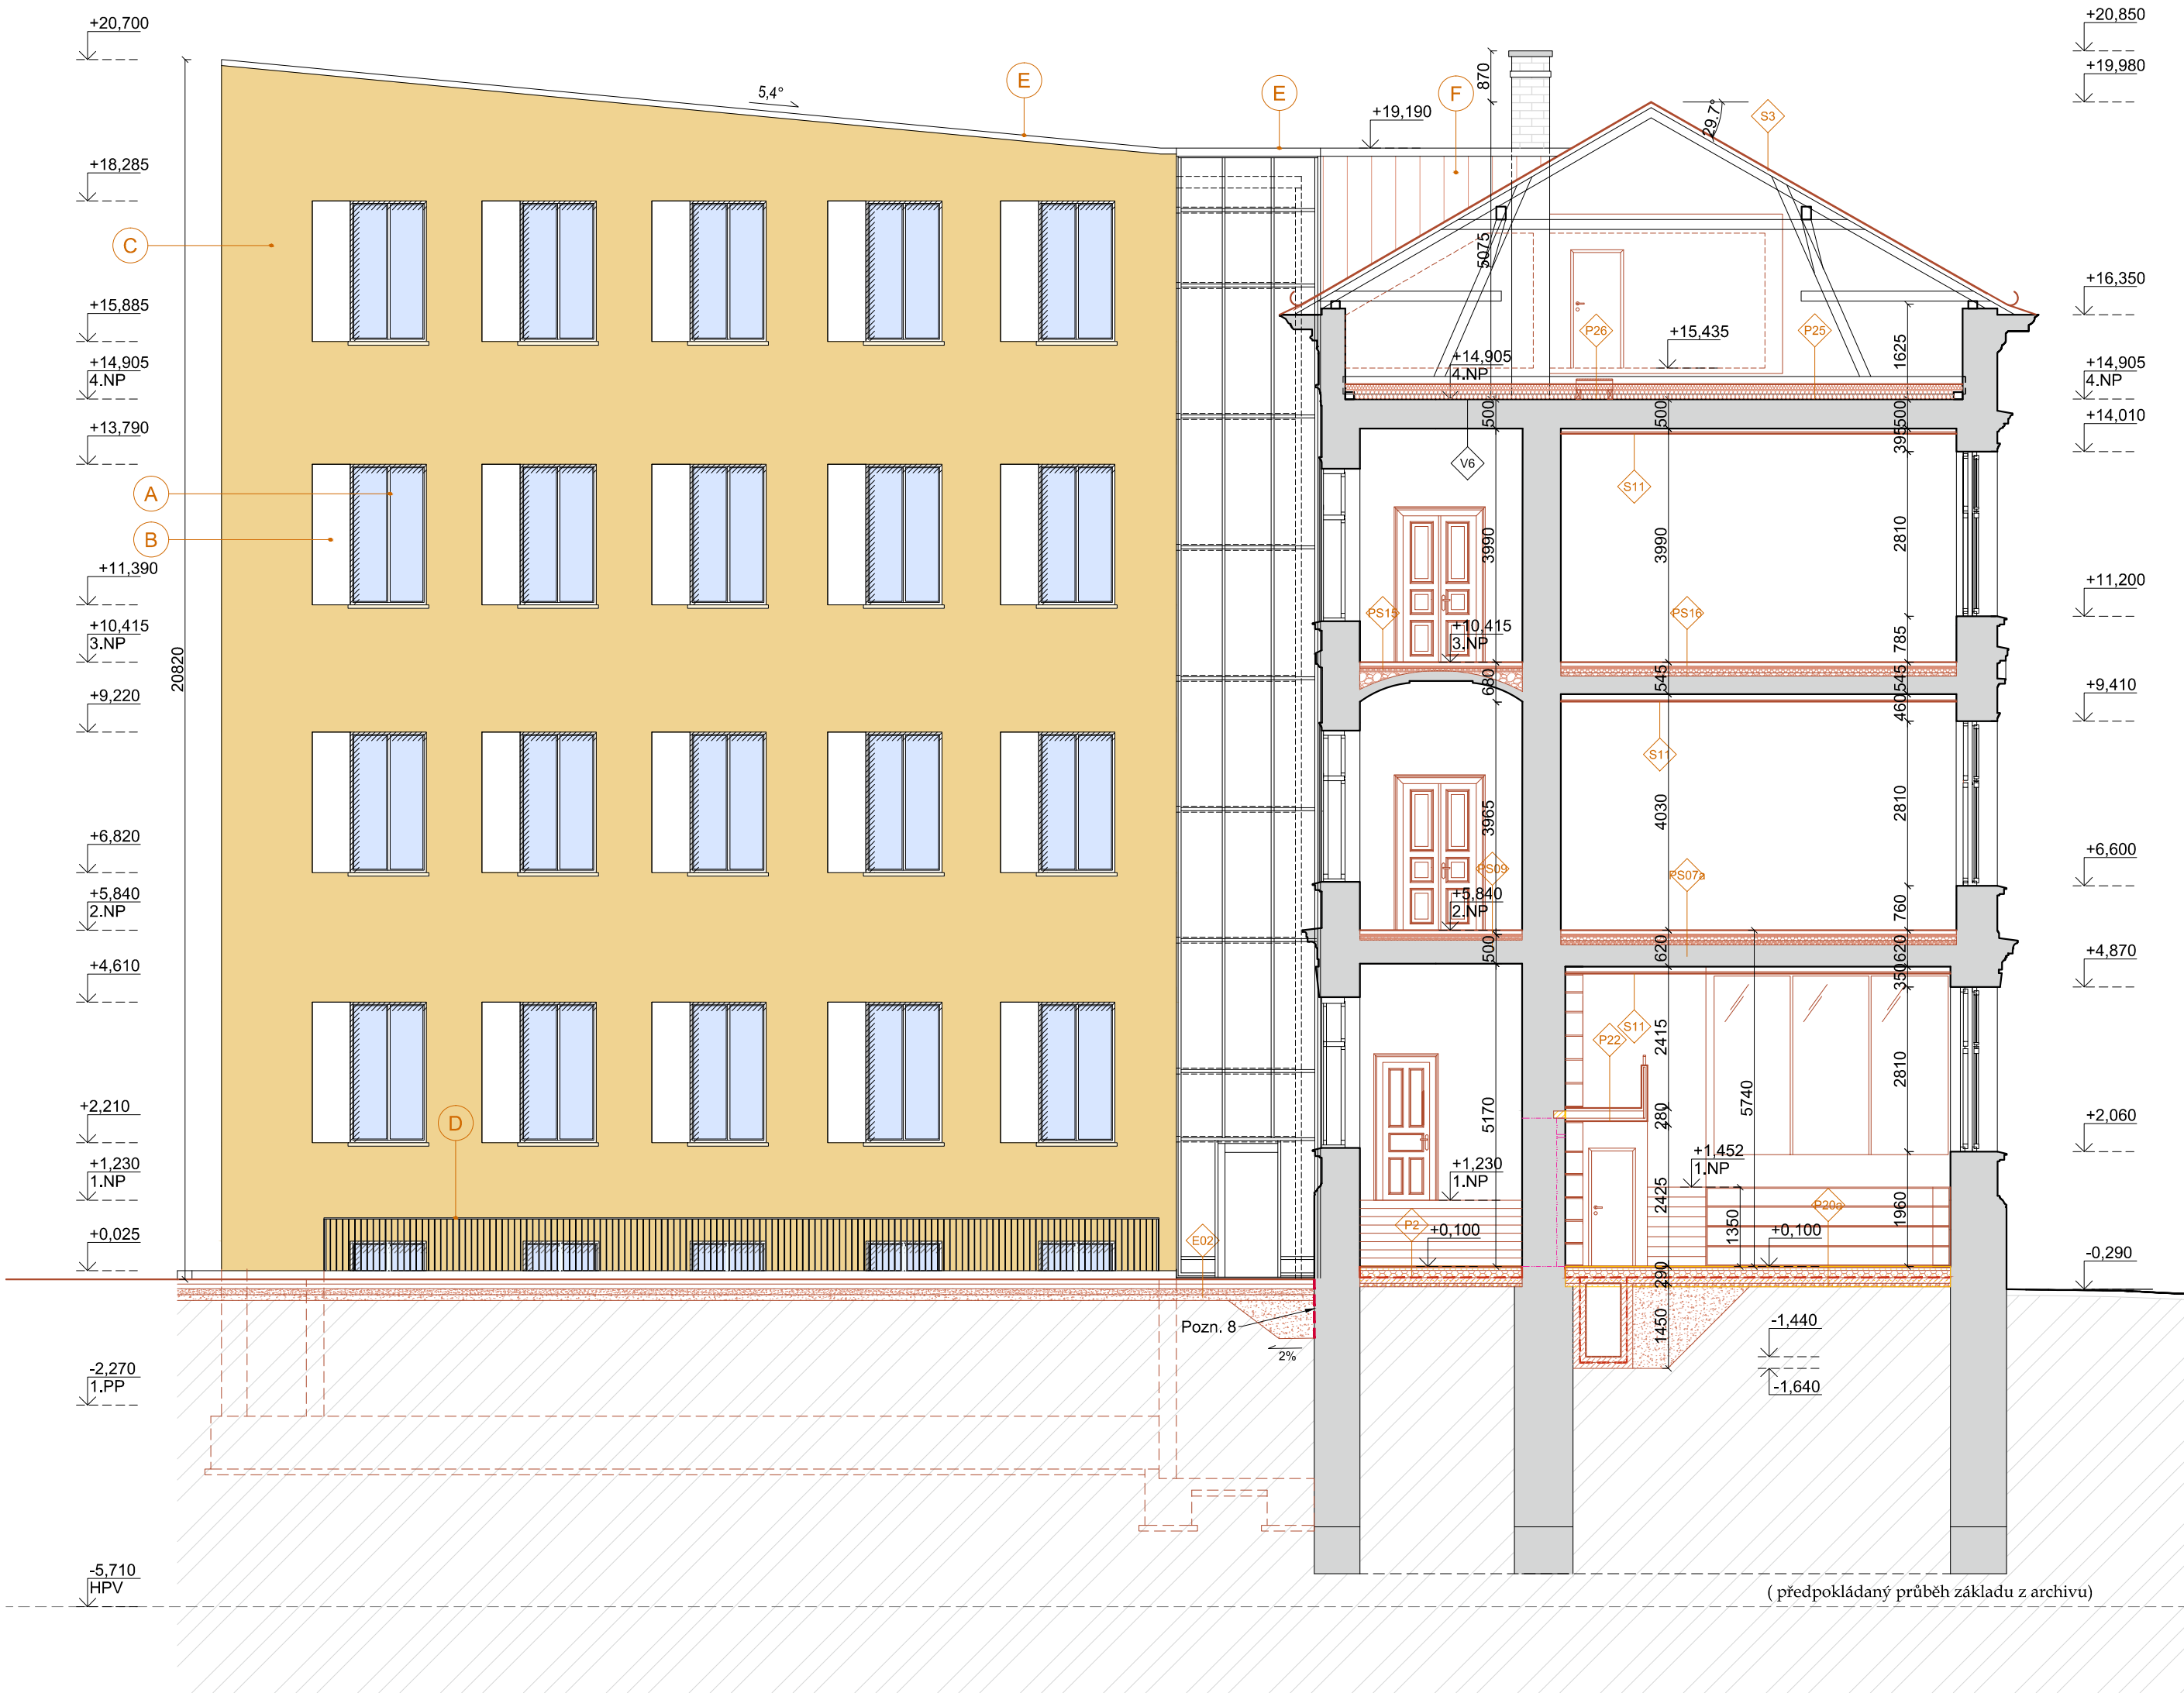 +20,700
+18,285
+15,885
+14,905
4.NP
+13,790
+11,390
+10,415
3.NP
+9,220
+6,820
+5,840
2.NP
+4,610
+2,210
+1,230
1.NP
+0,025
-2,270
1.PP
-5,710
HPV
20820
C
A
B
D
5,4°
E
E
F
+19,190
870
29.7°
S3
5075
P26
+15,435
P25
+14,905
4.NP
1625
500
500
500
395
V6
S11
3990
3990
2810
PS15
PS16
+10,415
3.NP
785
680
545
545
460
S11
3965
4030
2810
PS09
PS07a
+5,840
2.NP
760
500
620
620
350
S11
P22
2415
2810
5740
280
5170
+1,452
1.NP
+1,230
1.NP
2425
1960
P20a
P2
1350
+0,100
+0,100
E02
290
1450
Pozn. 8
2%
-1,440
-1,640
( předpokládaný průběh základu z archivu)
+20,850
+19,980
+16,350
+14,905
4.NP
+14,010
+11,200
+9,410
+6,600
+4,870
+2,060
-0,290